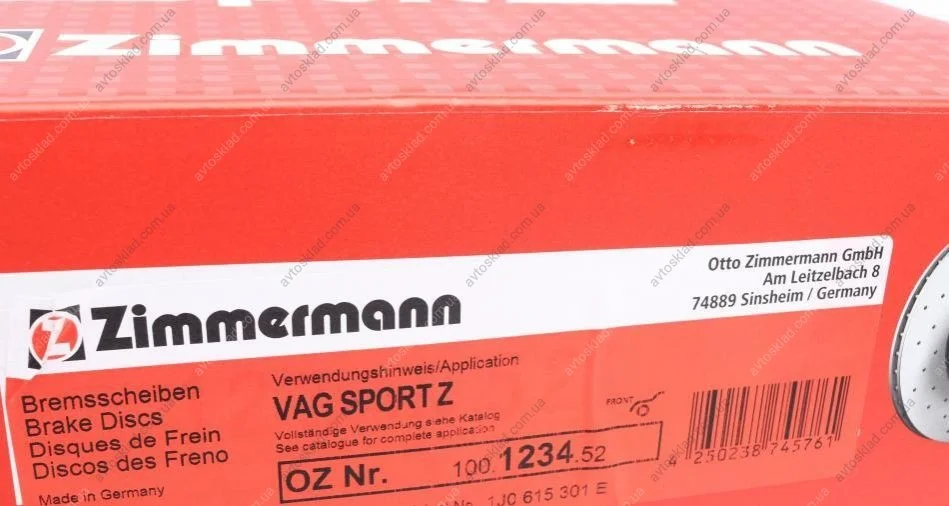 Zimmermann
Zimmermann
Otto Zimmermann GmbH
Am Leitzelbach 8
74889 Sinsheim / Germany
Bremsscheiben
Brake Discs
Disques de Frein
Discos des Freno
Made in Germany
Verwendungshinweis/Application
VAG SPORT Z
Vollständige Verwendung siehe Katalog
See catalogue for complete application
FRONT
OZ Nr. 100.1234.52
1J0 615 301 E
4 250238 745761
avtosklad.com.ua